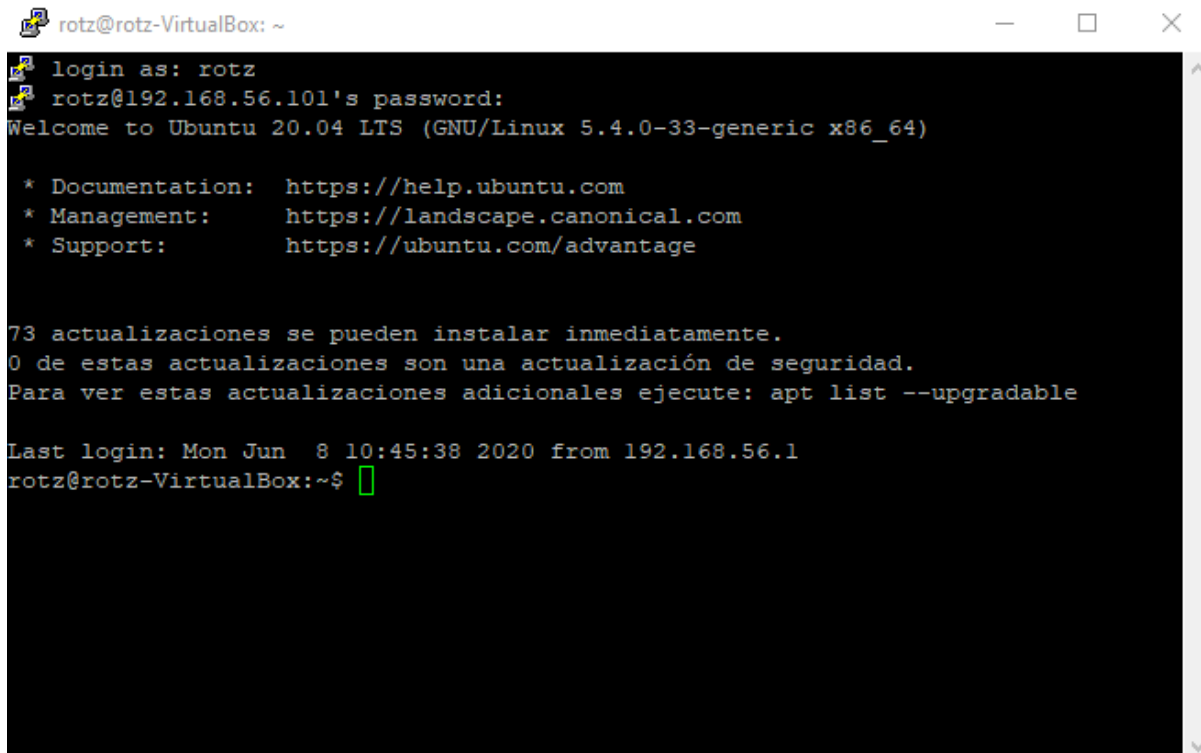 rotz@rotz-VirtualBox: ~
login as: rotz
rotz@192.168.56.101's password:
Welcome to Ubuntu 20.04 LTS (GNU/Linux 5.4.0-33-generic x86_64)
* Documentation:  https://help.ubuntu.com
* Management:     https://landscape.canonical.com
* Support:        https://ubuntu.com/advantage
73 actualizaciones se pueden instalar inmediatamente.
0 de estas actualizaciones son una actualización de seguridad.
Para ver estas actualizaciones adicionales ejecute: apt list --upgradable
Last login: Mon Jun  8 10:45:38 2020 from 192.168.56.1
rotz@rotz-VirtualBox:~$